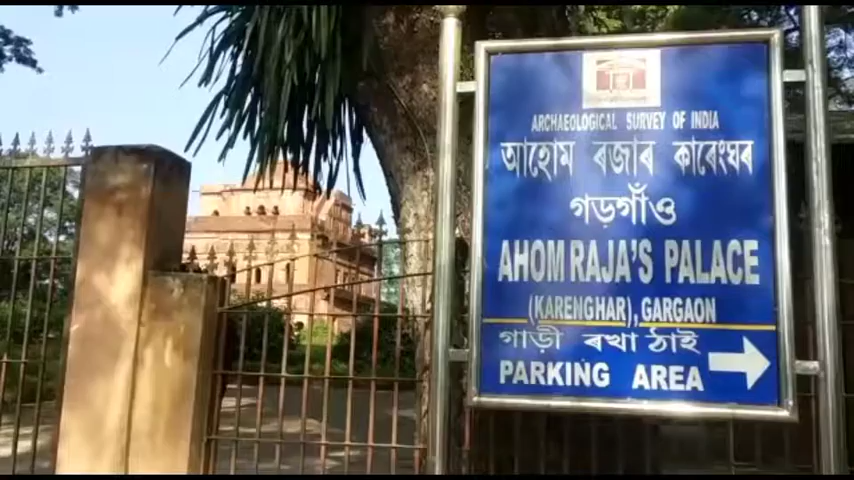 ARCHAEOLOGICAL SURVEY OF INDIA
আহোম ৰজাৰ কাৰেংঘৰ
গড়গাঁও
AHOM RAJA'S PALACE
(KARENGHAR), GARGAON
গাড়ী ৰখা ঠাই
PARKING AREA